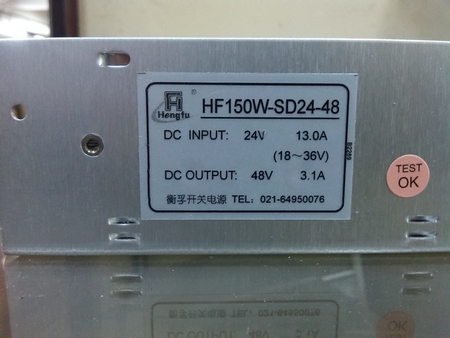 Hengfu
HF150W-SD24-48
DC INPUT: 24V 13.0A
(18～36V)
DC OUTPUT: 48V 3.1A
衡孚开关电源 TEL: 021-64950076
TEST
OK